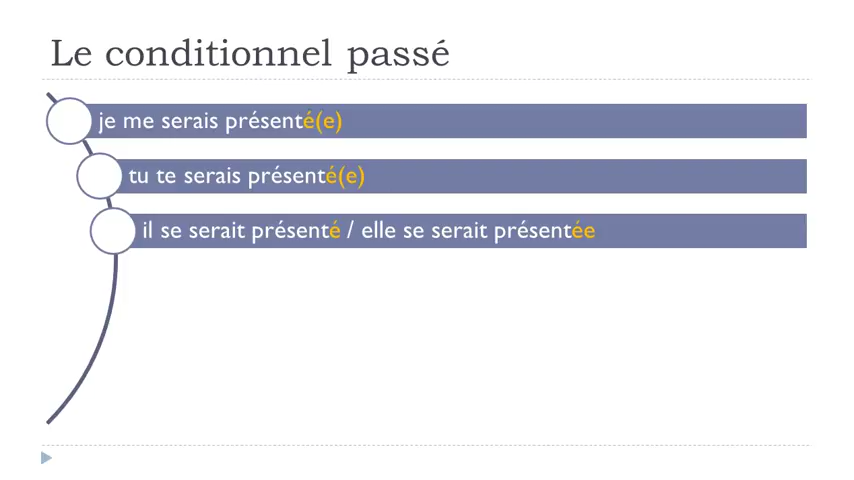 Le conditionnel passé
je me serais présenté(e)
tu te serais présenté(e)
il se serait présenté / elle se serait présentée